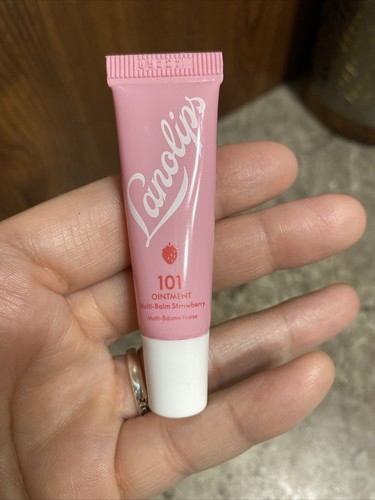 Lanolips
101
OINTMENT
Multi-Balm Strawberry
Multi-Baume Fraise